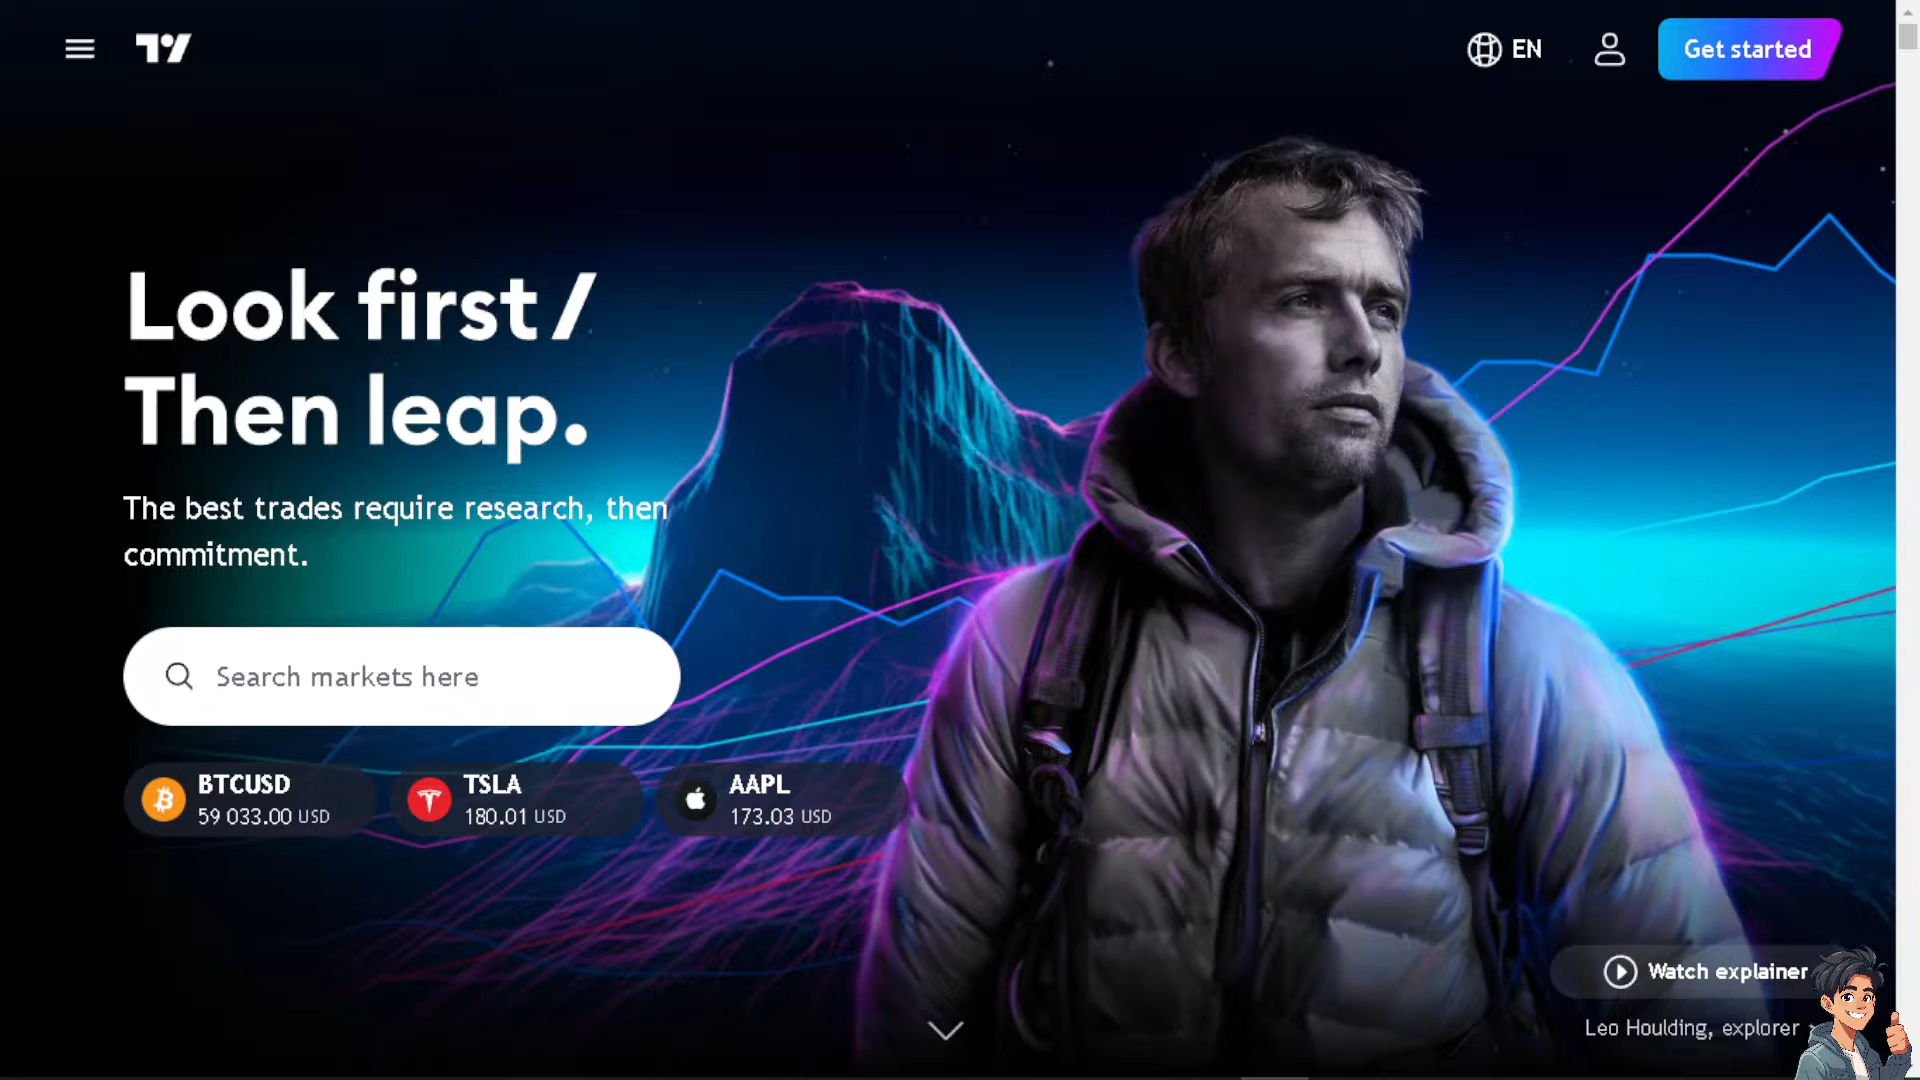 EN
Get started
Look first /
Then leap.
The best trades require research, then
commitment.
Search markets here
BTCUSD
59 033.00 USD
TSLA
180.01 USD
AAPL
173.03 USD
Watch explainer
Leo Houlding, explorer